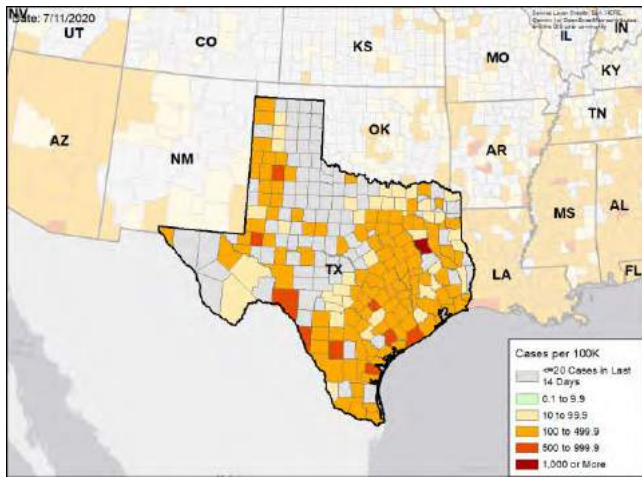 NV
Date: 7/11/2020
UT
CO
KS
MO
IL
IN
KY
TN
AZ
NM
OK
AR
MS
AL
TX
LA
FL
Cases per 100K
<=20 Cases in Last
14 Days
0.1 to 9.9
10 to 99.9
100 to 499.9
500 to 999.9
1,000 or More